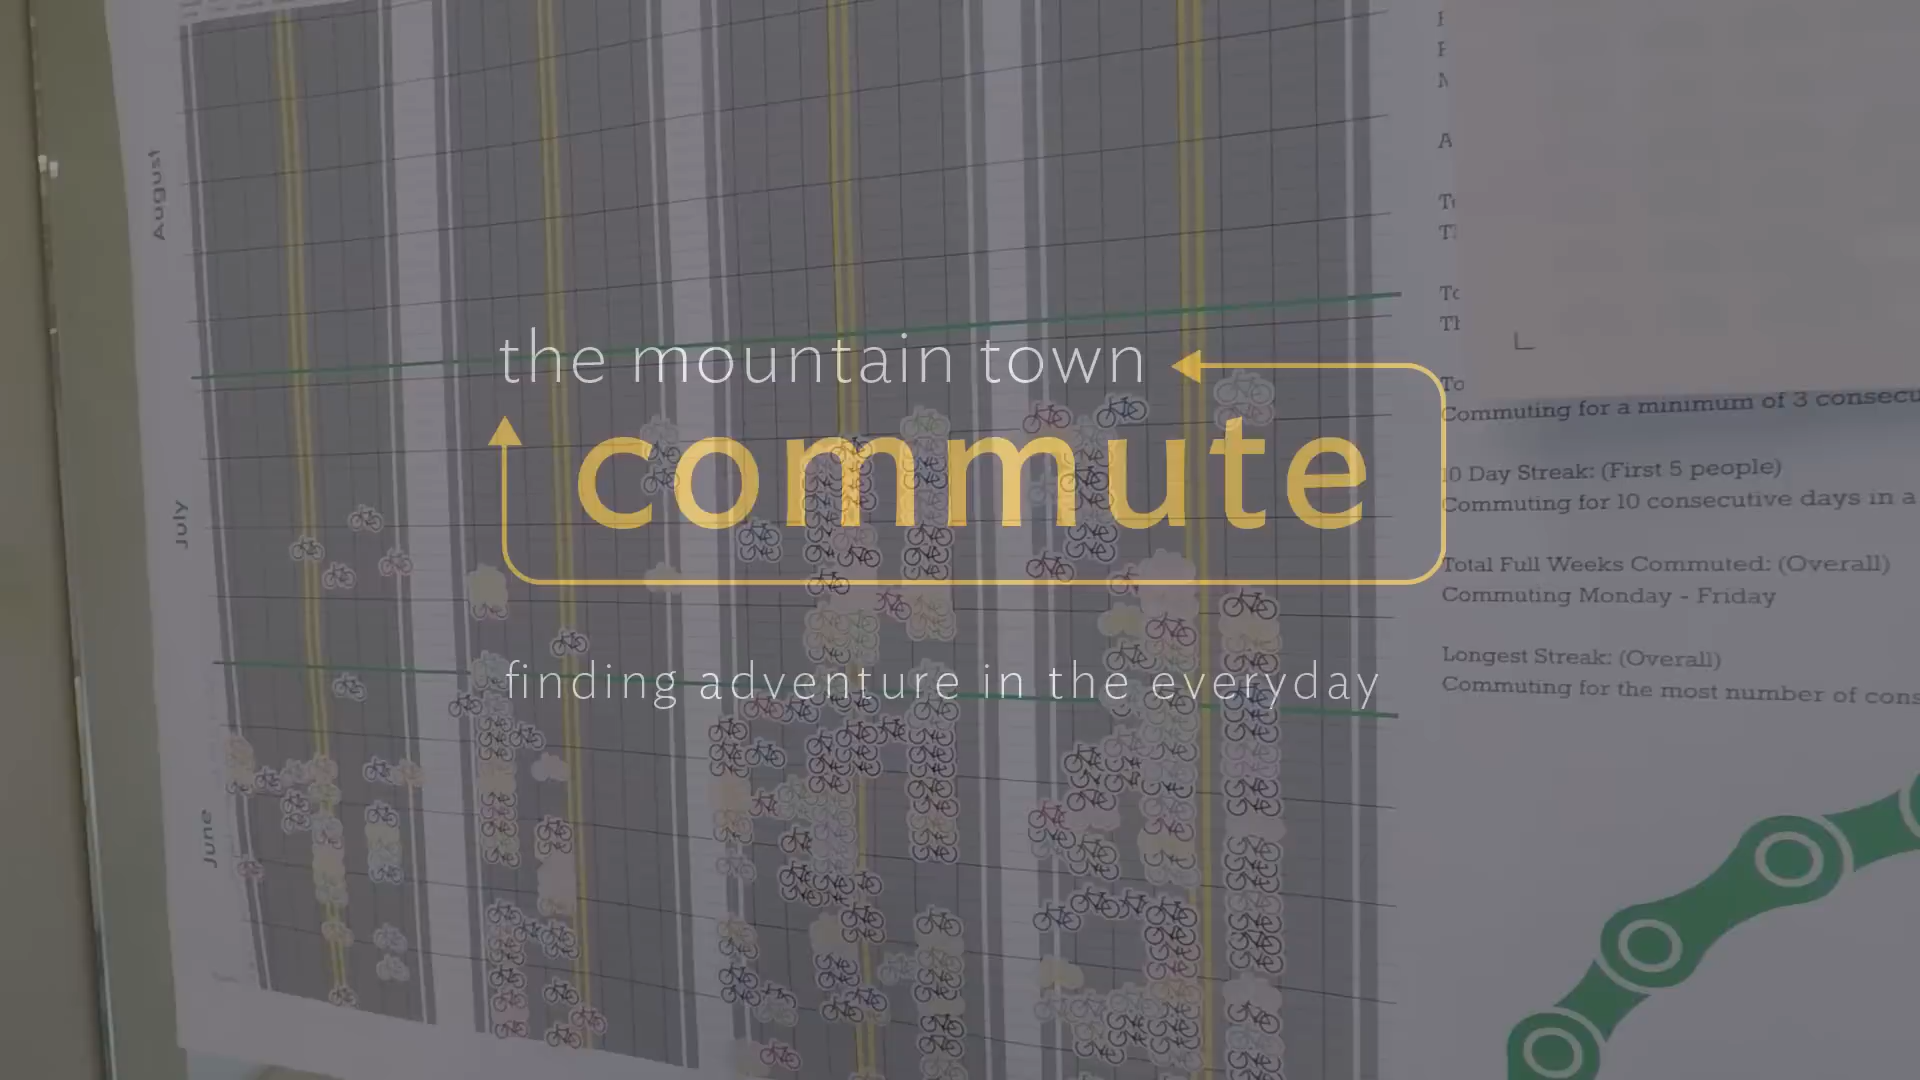 the mountain town
commute
finding adventure in the everyday
August
July
June
Commuting for a minimum of 3
10 Day Streak: (First 5 people)
Commuting for 10 consecutive days in a
Total Full Weeks Commuted: (Overall)
Commuting Monday - Friday
Longest Streak: (Overall)
Commuting for the most number of